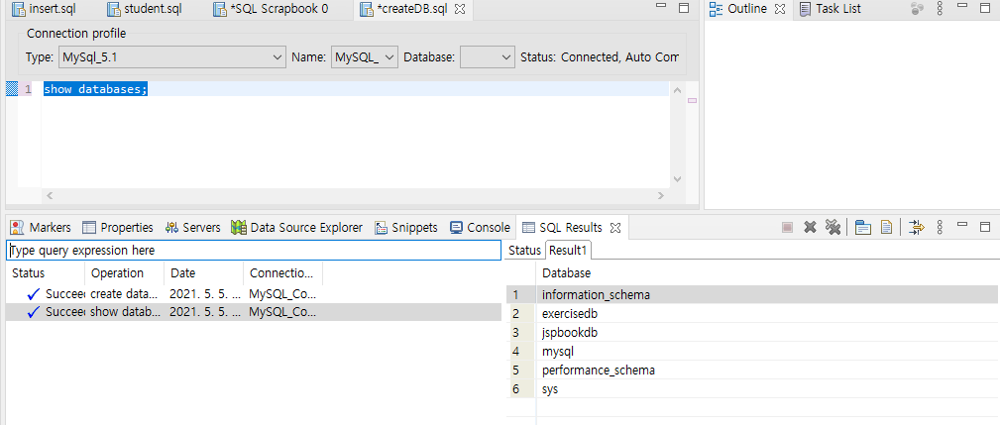 insert.sql student.sql *SQL Scrapbook 0 *createDB.sql Outline Task List
Connection profile
Type: MySql_5.1 Name: MySQL_ Database: Status: Connected, Auto Com
1 show databases;
Markers Properties Servers Data Source Explorer Snippets Console SQL Results
Type query expression here
Status Result1
Status Operation Date Connectio...
Database
Succee create data... 2021. 5. 5. ... MySQL_Co...
Succee show datab... 2021. 5. 5. ... MySQL_Co...
1 information_schema
2 exercisedb
3 jspbookdb
4 mysql
5 performance_schema
6 sys